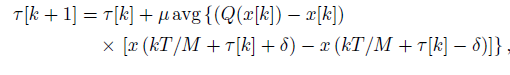 τ[k + 1] = τ[k] + μ avg {(Q(x[k]) − x[k])
× [x (kT/M + τ[k] + δ) − x (kT/M + τ[k] − δ)]} ,